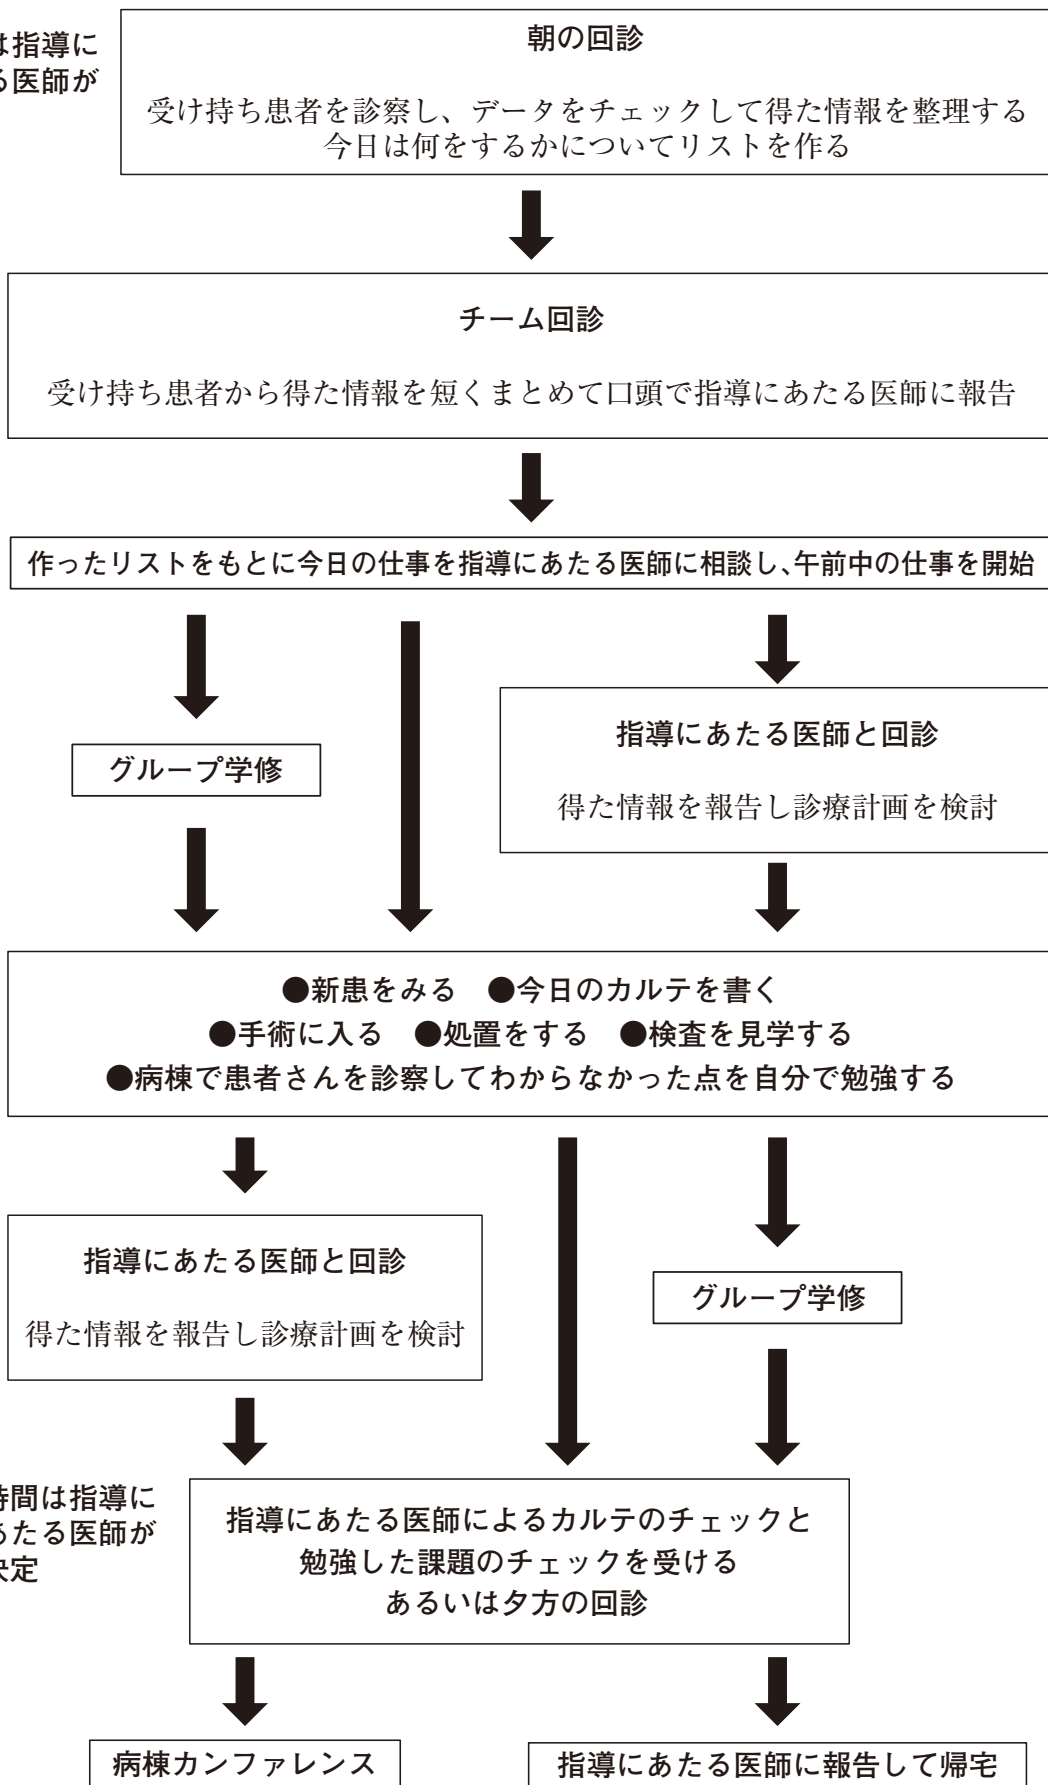 は指導に
る医師が
朝の回診
受け持ち患者を診察し、データをチェックして得た情報を整理する
今日は何をするかについてリストを作る
チーム回診
受け持ち患者から得た情報を短くまとめて口頭で指導にあたる医師に報告
作ったリストをもとに今日の仕事を指導にあたる医師に相談し、午前中の仕事を開始
グループ学修
指導にあたる医師と回診
得た情報を報告し診療計画を検討
●新患をみる ●今日のカルテを書く
●手術に入る ●処置をする ●検査を見学する
●病棟で患者さんを診察してわからなかった点を自分で勉強する
指導にあたる医師と回診
得た情報を報告し診療計画を検討
グループ学修
時間は指導に
あたる医師が
決定
指導にあたる医師によるカルテのチェックと
勉強した課題のチェックを受ける
あるいは夕方の回診
病棟カンファレンス
指導にあたる医師に報告して帰宅